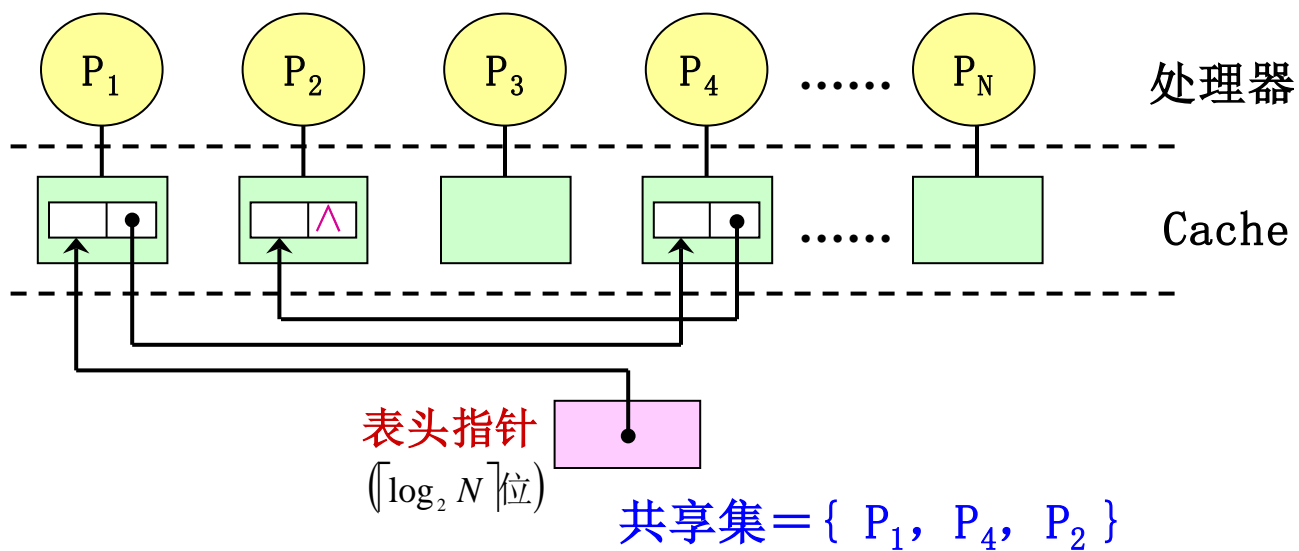 P₁ P₂ P₃ P₄ …… P_N 处理器
∧ …… Cache
表头指针
(⌈log₂ N⌉位)
共享集={ P₁, P₄, P₂ }